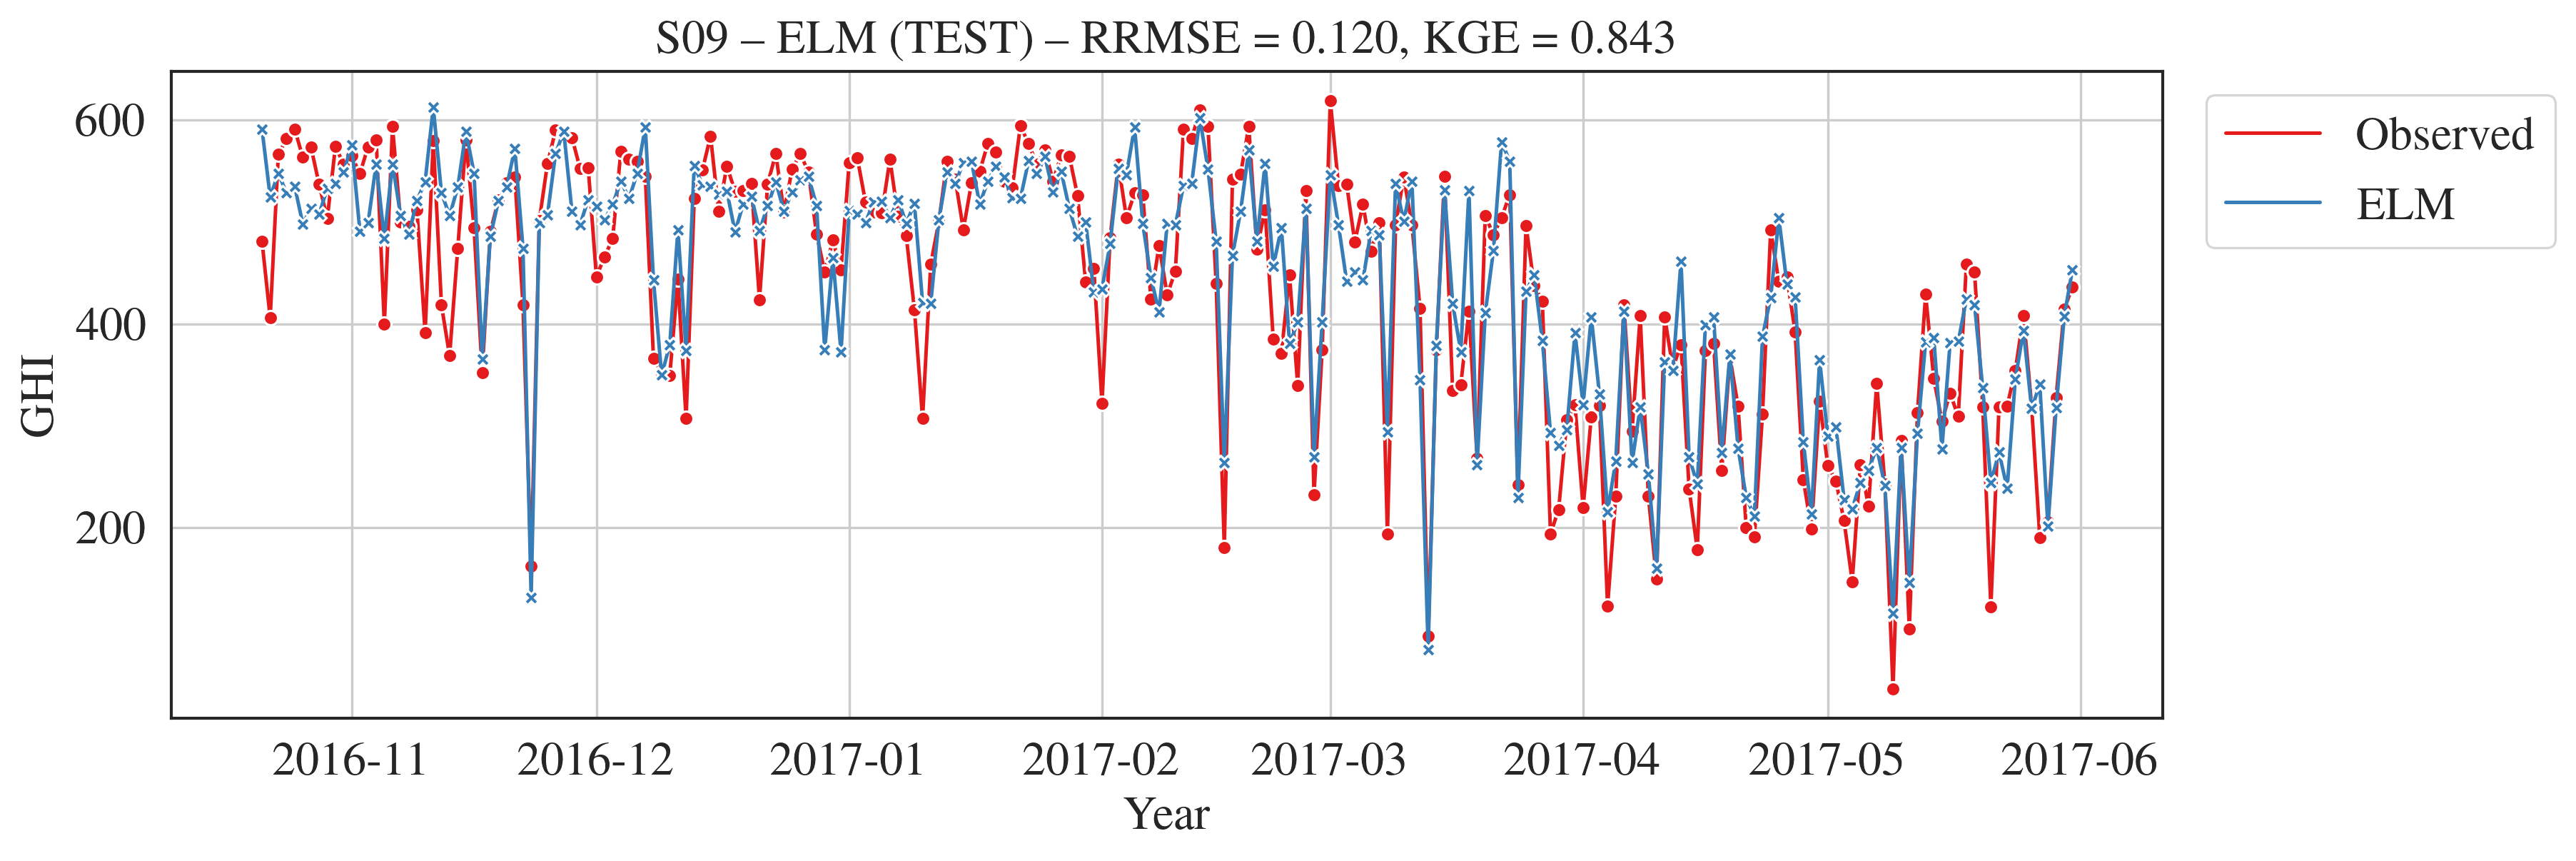 S09 – ELM (TEST) – RRMSE = 0.120, KGE = 0.843
600
400
200
GHI
2016-11 2016-12 2017-01 2017-02 2017-03 2017-04 2017-05 2017-06
Year
Observed
ELM